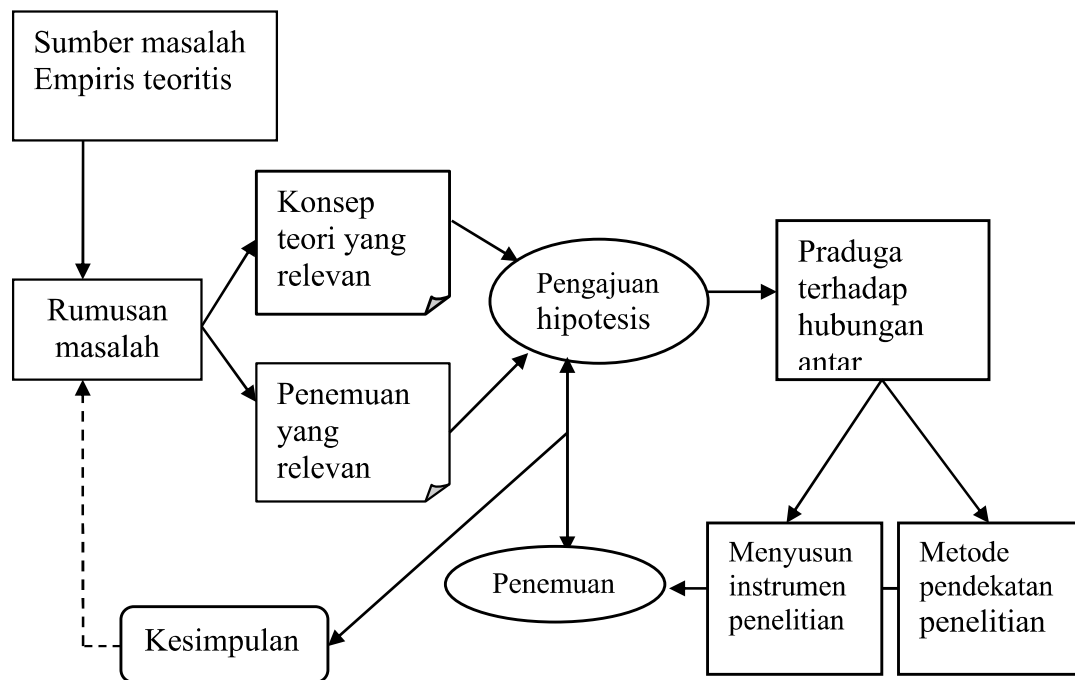 Sumber masalah
Empiris teoritis
Rumusan
masalah
Konsep
teori yang
relevan
Penemuan
yang
relevan
Pengajuan
hipotesis
Praduga
terhadap
hubungan
antar
Menyusun
instrumen
penelitian
Metode
pendekatan
penelitian
Penemuan
Kesimpulan